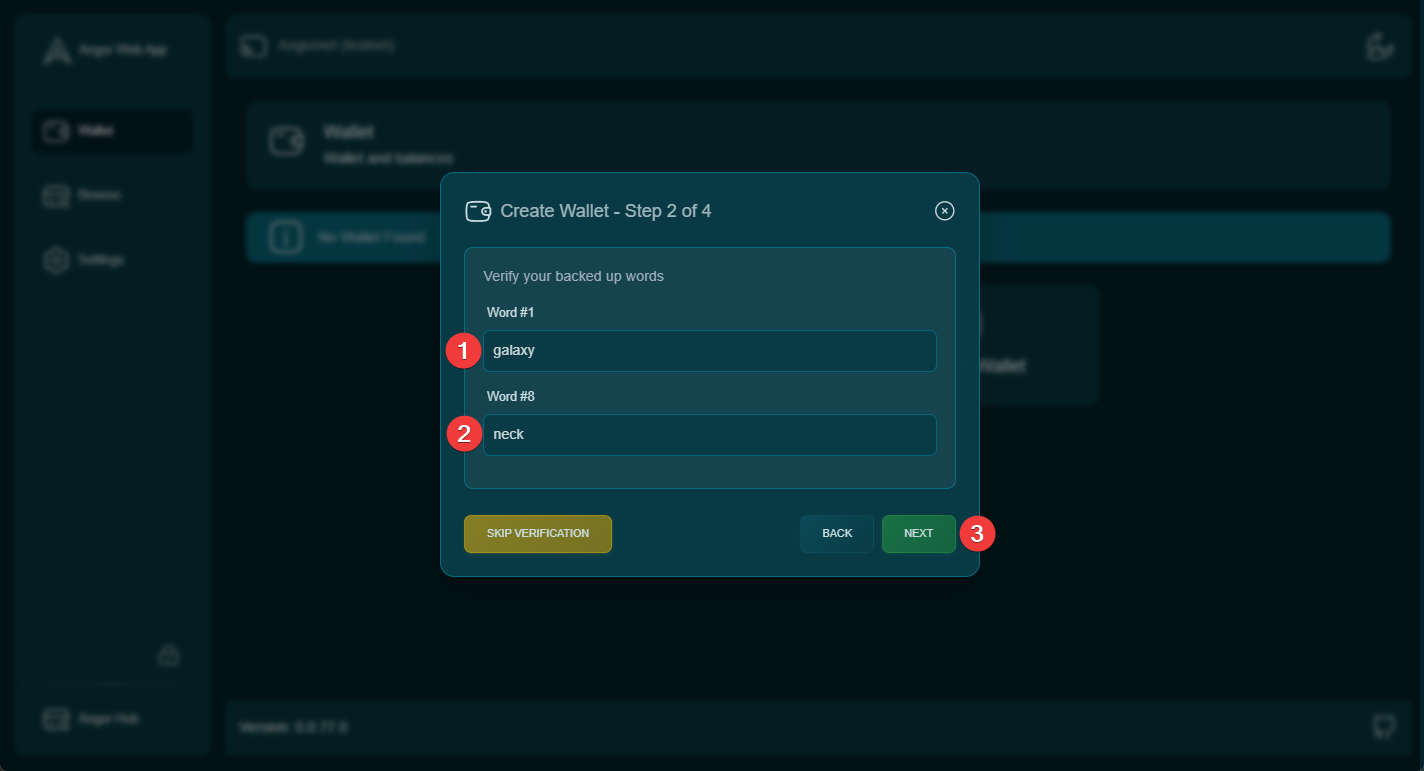 Angor Web App
Angornet (testnet)
Wallet
Browse
Settings
Wallet
Wallet and balances
No Wallet Found
Create Wallet - Step 2 of 4
Verify your backed up words
Word #1
1
galaxy
Word #8
2
neck
Wallet
SKIP VERIFICATION
BACK
NEXT
3
Angor Hub
Version: 0.0.77.0